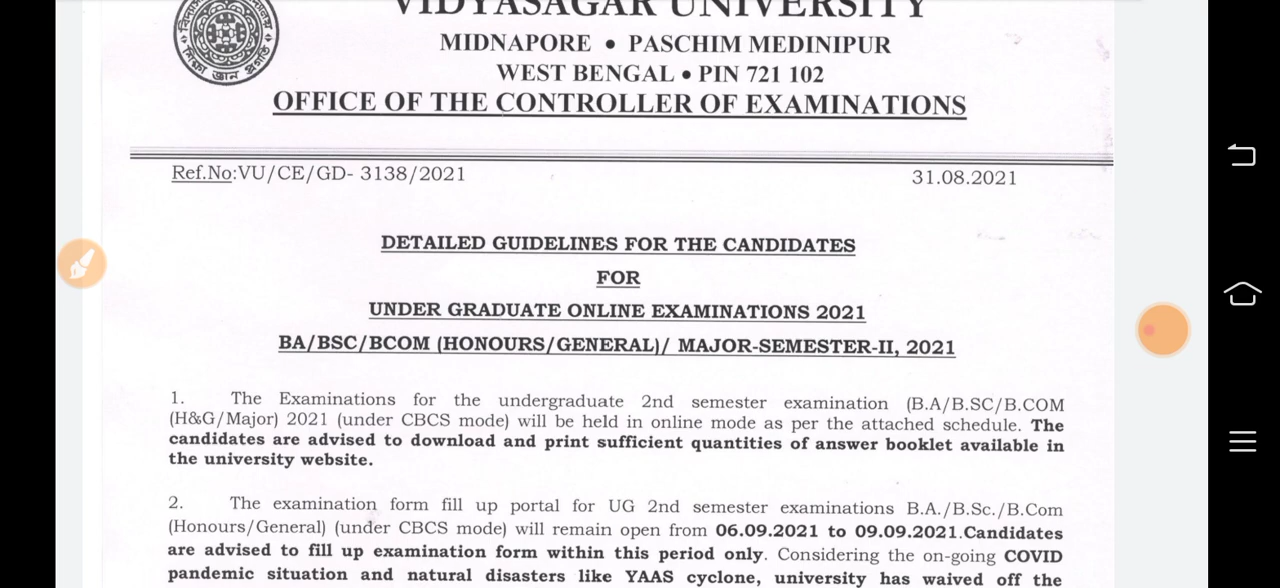 VIDYASAGAR UNIVERSITY
MIDNAPORE • PASCHIM MEDINIPUR
WEST BENGAL • PIN 721 102
OFFICE OF THE CONTROLLER OF EXAMINATIONS
Ref.No:VU/CE/GD- 3138/2021
31.08.2021
DETAILED GUIDELINES FOR THE CANDIDATES
FOR
UNDER GRADUATE ONLINE EXAMINATIONS 2021
BA/BSC/BCOM (HONOURS/GENERAL)/ MAJOR-SEMESTER-II, 2021
1. The Examinations for the undergraduate 2nd semester examination (B.A/B.SC/B.COM
(H&G/Major) 2021 (under CBCS mode) will be held in online mode as per the attached schedule. The
candidates are advised to download and print sufficient quantities of answer booklet available in
the university website.
2. The examination form fill up portal for UG 2nd semester examinations B.A./B.Sc./B.Com
(Honours/General) (under CBCS mode) will remain open from 06.09.2021 to 09.09.2021.Candidates
are advised to fill up examination form within this period only. Considering the on-going COVID
pandemic situation and natural disasters like YAAS cyclone, university has waived off the